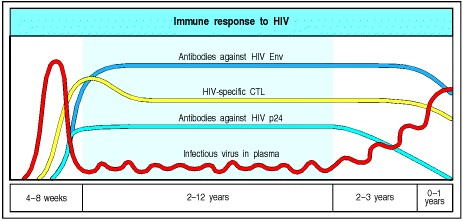 Immune response to HIV
Antibodies against HIV Env
HIV-specific CTL
Antibodies against HIV p24
Infectious virus in plasma
4–8 weeks
2–12 years
2–3 years
0–1
years